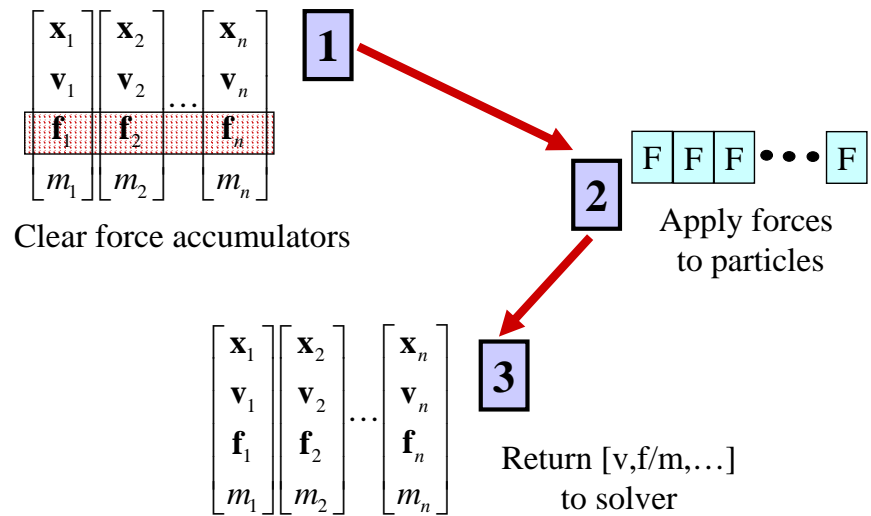 x₁ x₂ xₙ 1
v₁ v₂ … vₙ
f₁ f₂ fₙ
m₁ m₂ mₙ
Clear force accumulators
2 F F F ••• F
Apply forces
to particles
x₁ x₂ xₙ 3
v₁ v₂ … vₙ
f₁ f₂ fₙ
m₁ m₂ mₙ
Return [v,f/m,…]
to solver